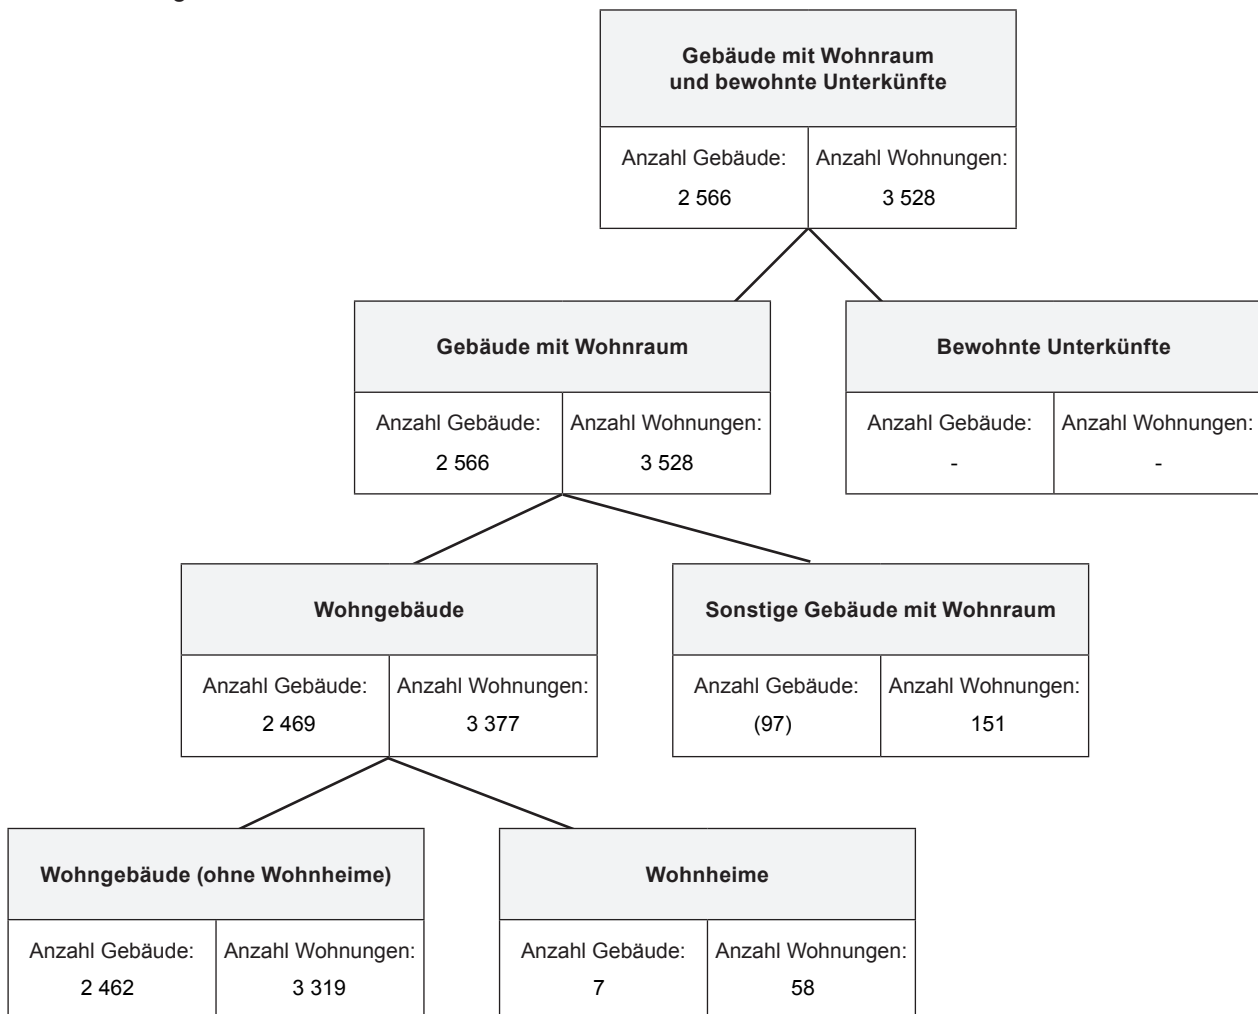 Gebäude mit Wohnraum
und bewohnte Unterkünfte
Anzahl Gebäude: Anzahl Wohnungen:
2 566 3 528
Gebäude mit Wohnraum
Anzahl Gebäude: Anzahl Wohnungen:
2 566 3 528
Bewohnte Unterkünfte
Anzahl Gebäude: Anzahl Wohnungen:
- -
Wohngebäude
Anzahl Gebäude: Anzahl Wohnungen:
2 469 3 377
Sonstige Gebäude mit Wohnraum
Anzahl Gebäude: Anzahl Wohnungen:
(97) 151
Wohngebäude (ohne Wohnheime)
Anzahl Gebäude: Anzahl Wohnungen:
2 462 3 319
Wohnheime
Anzahl Gebäude: Anzahl Wohnungen:
7 58